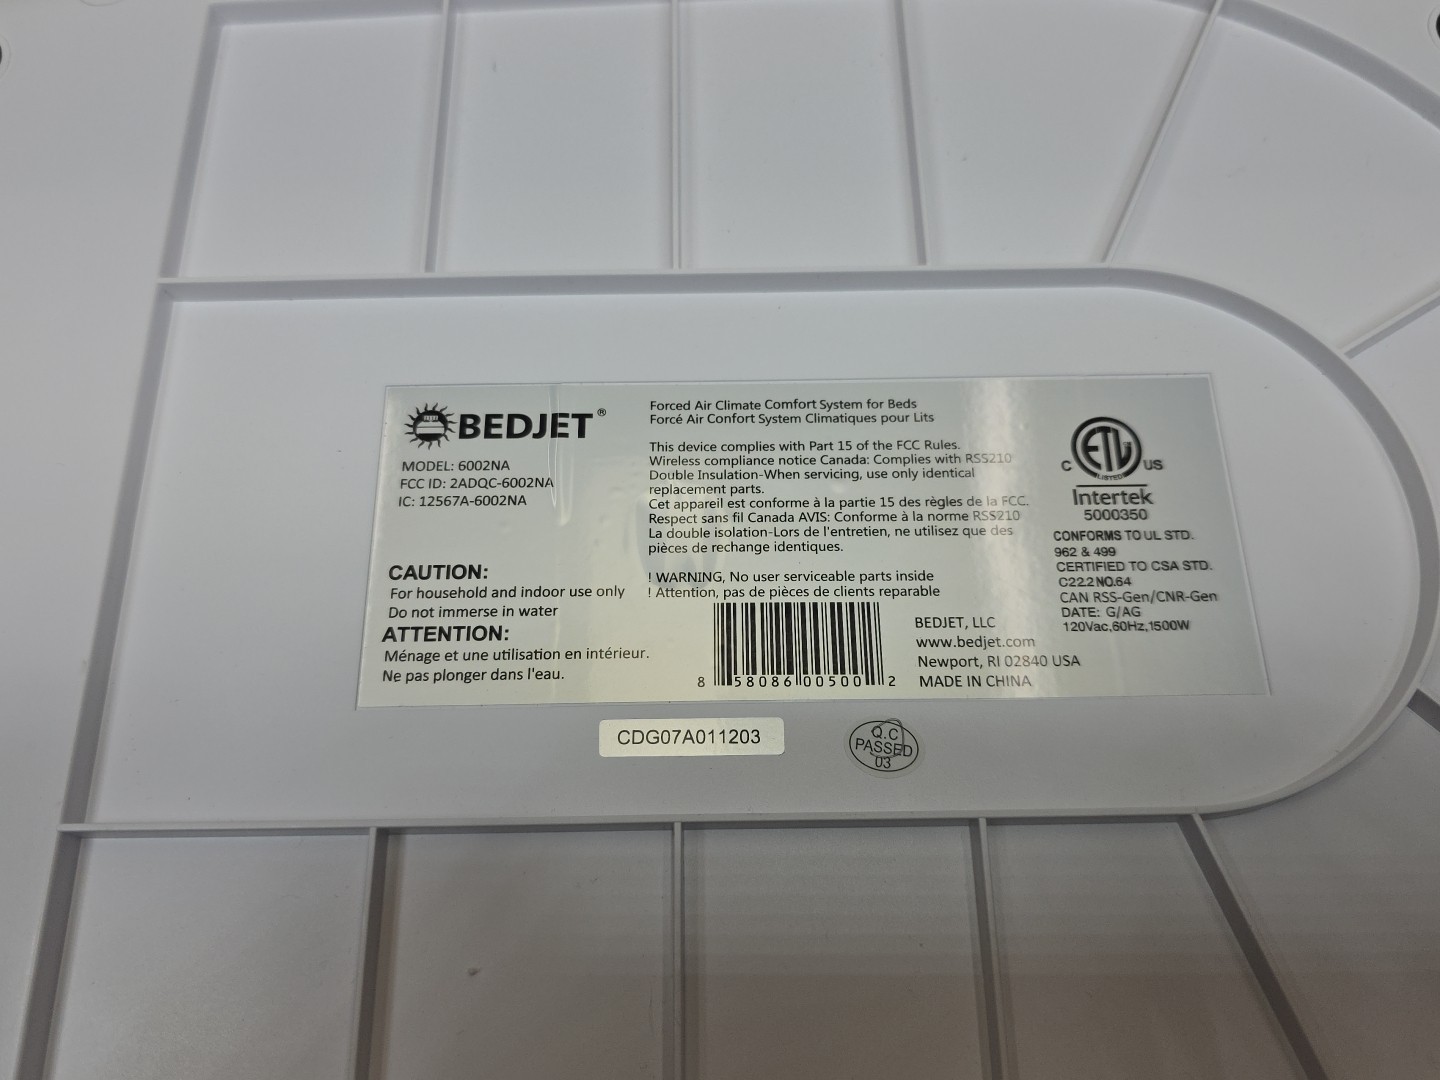 BEDJET®
MODEL: 6002NA
FCC ID: 2ADQC-6002NA
IC: 12567A-6002NA
CAUTION:
For household and indoor use only
Do not immerse in water
ATTENTION:
Ménage et une utilisation en intérieur.
Ne pas plonger dans l'eau.
Forced Air Climate Comfort System for Beds
Forcé Air Confort System Climatiques pour Lits
This device complies with Part 15 of the FCC Rules.
Wireless compliance notice Canada: Complies with RSS210
Double Insulation-When servicing, use only identical
replacement parts.
Cet appareil est conforme à la partie 15 des règles de la FCC.
Respect sans fil Canada AVIS: Conforme à la norme RSS210
La double isolation-Lors de l'entretien, ne utilisez que des
pièces de rechange identiques.
! WARNING, No user serviceable parts inside
! Attention, pas de pièces de clients reparable
8 58086 00500 2
BEDJET, LLC
www.bedjet.com
Newport, RI 02840 USA
MADE IN CHINA
ETL
C US
LISTED
Intertek
5000350
CONFORMS TO UL STD.
962 & 499
CERTIFIED TO CSA STD.
C22.2 NO.64
CAN RSS-Gen/CNR-Gen
DATE: G/AG
120Vac,60Hz,1500W
CDG07A011203
Q.C
PASSED
03